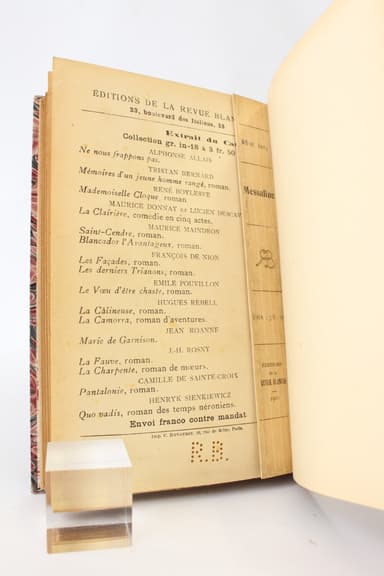 ÉDITIONS DE LA REVUE BLAN
23, boulevard des Italiens, 23
Extrait du Cat
Collection gr. in-18 à 3 fr. 50
ALPHONSE ALLAIS
Ne nous frappons pas.
TRISTAN BERNARD
Mémoires d'un jeune homme rangé, roman.
RENÉ BOYLESVE
Mademoiselle Cloque, roman
MAURICE DONNAY et LUCIEN DESCAV
La Clairière, comédie en cinq actes.
MAURICE MAINDRON
Saint-Cendre, roman.
Blancador l'Avantageux, roman.
FRANÇOIS DE NION
Les Façades, roman.
Les derniers Trianons, roman.
EMILE POUVILLON
Le Vœu d'être chaste, roman.
HUGUES REBELL
La Câlineuse, roman.
La Camorra, roman d'aventures.
JEAN ROANNE
Marie de Garnison.
J.-H. ROSNY
La Fauve, roman.
La Charpente, roman de mœurs.
CAMILLE DE SAINTE-CROIX
Pantalonie, roman.
HENRYK SIENKIEWICZ
Quo vadis, roman des temps néroniens.
Envoi franco contre mandat
Paris.
R.B.
Messaline
REVUE BLANCHE